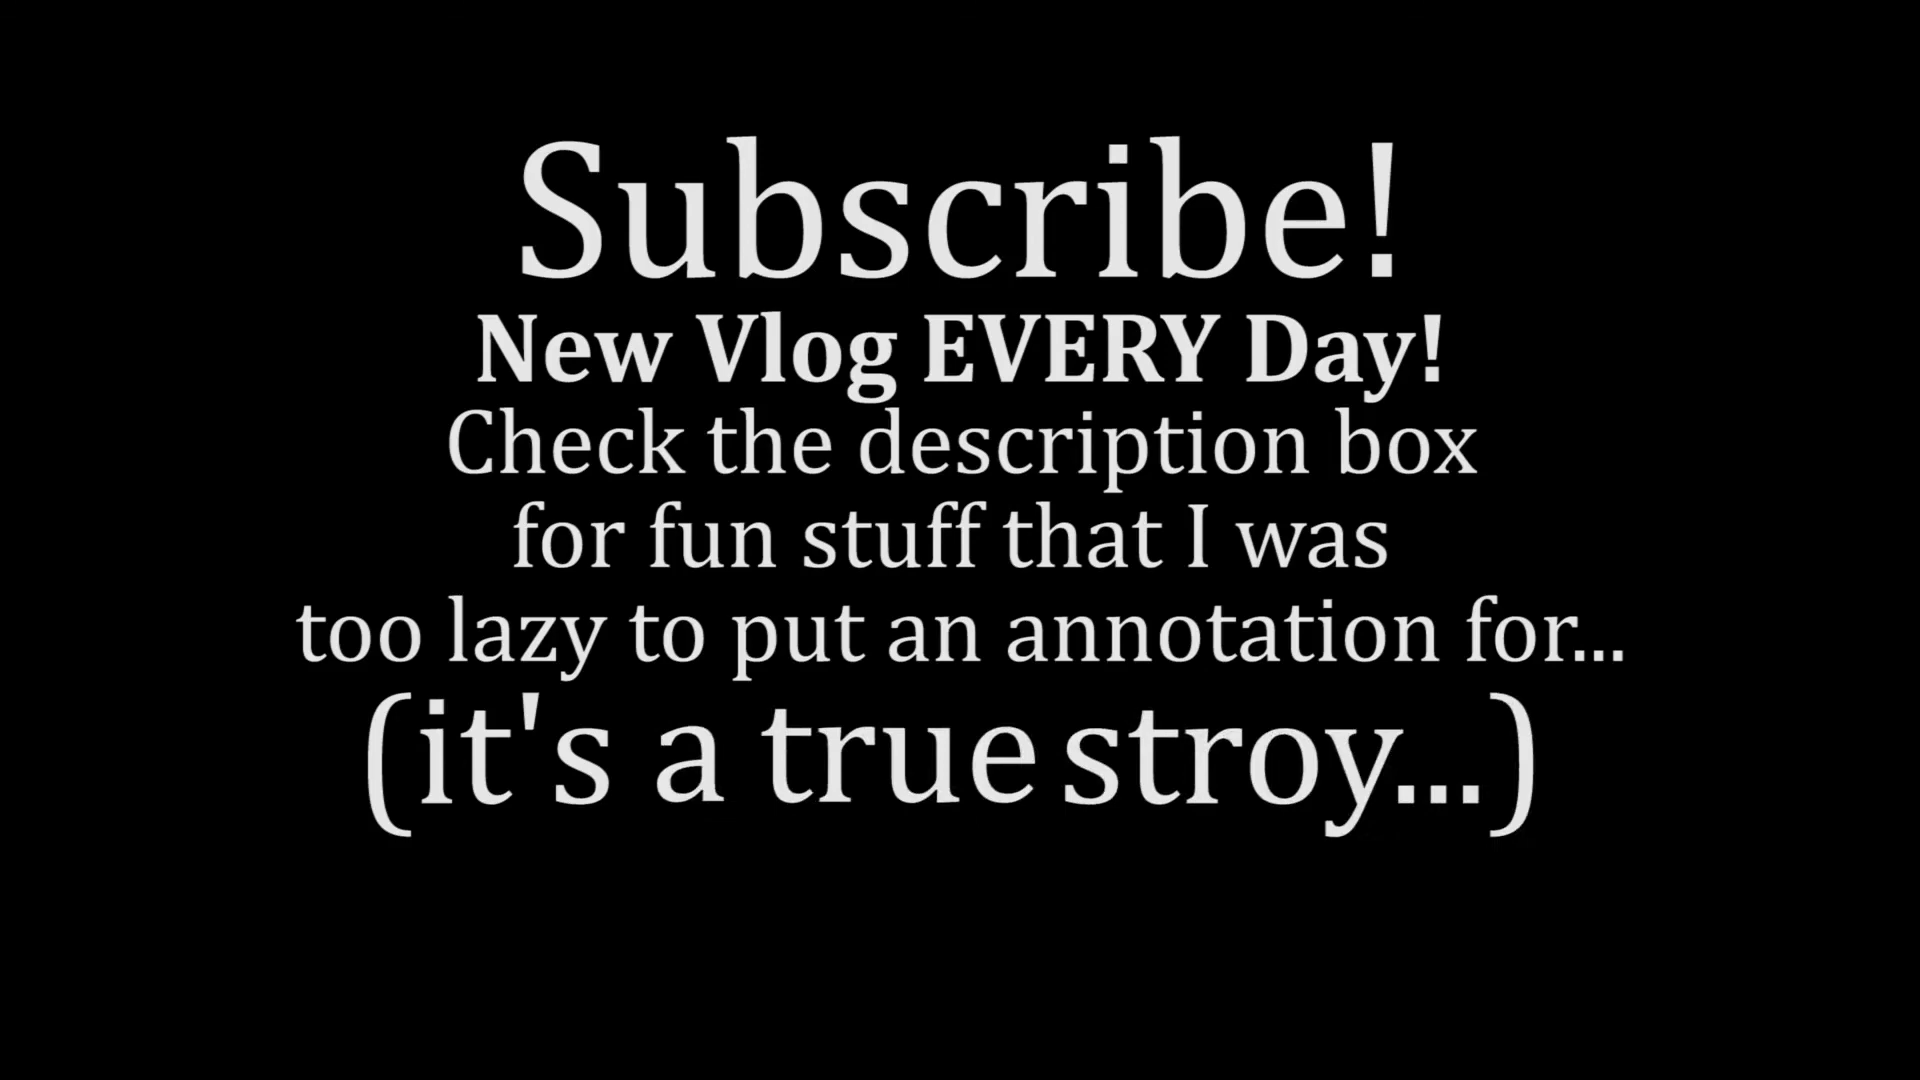 Subscribe!
New Vlog EVERY Day!
Check the description box
for fun stuff that I was
too lazy to put an annotation for...
(it's a true stroy...)